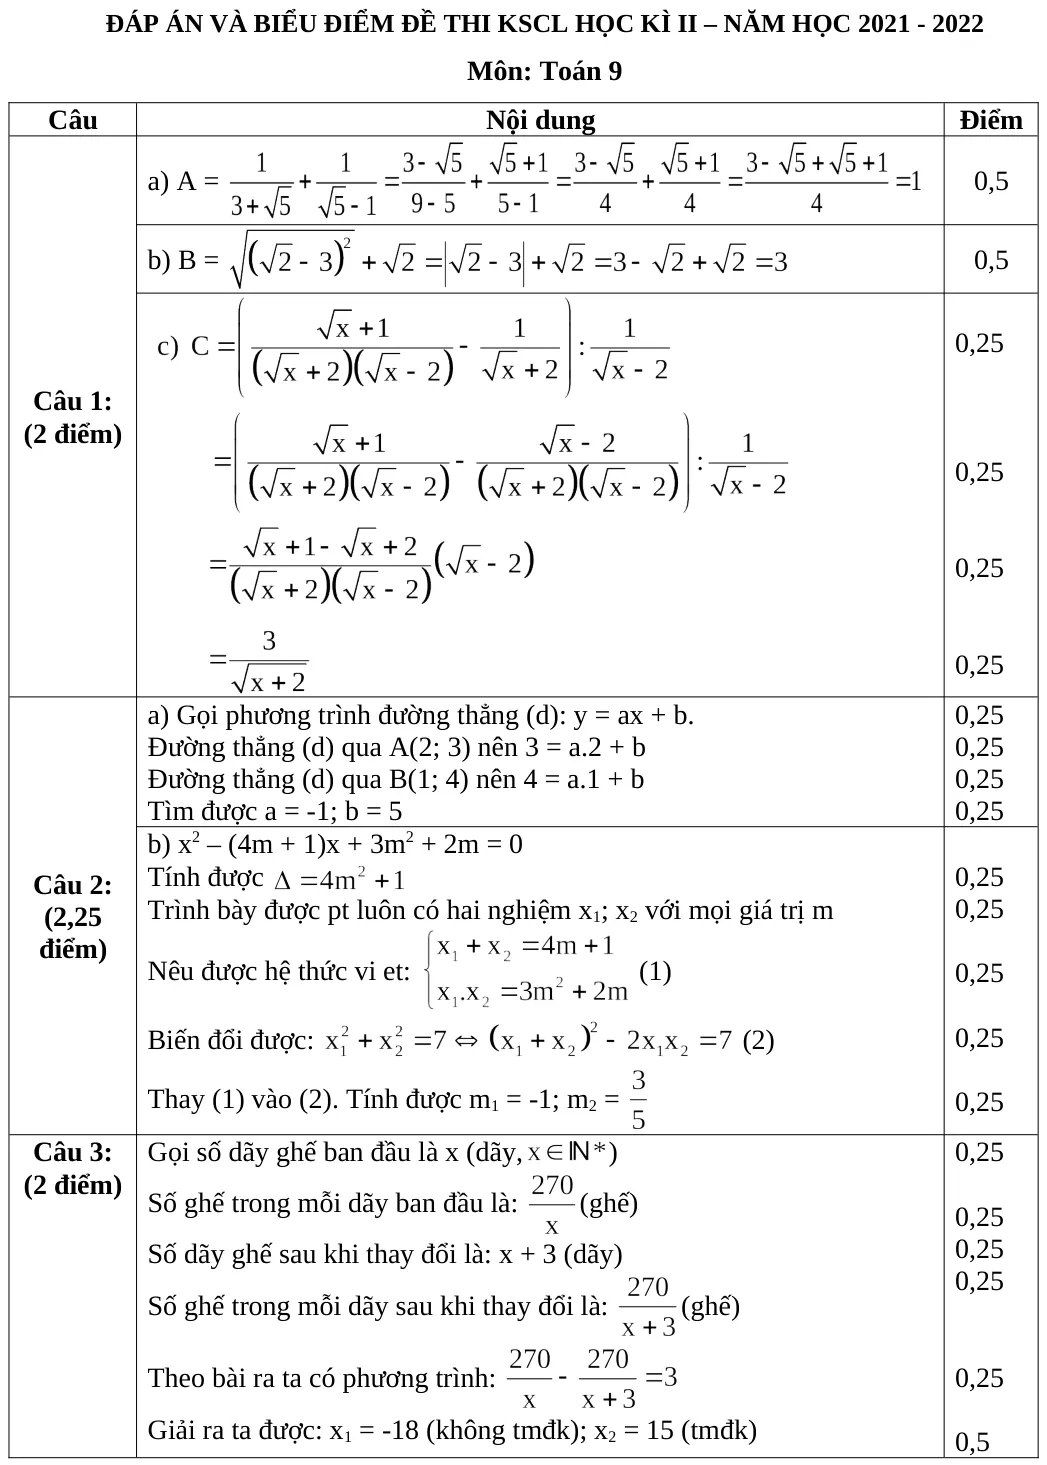 ĐÁP ÁN VÀ BIỂU ĐIỂM ĐỀ THI KSCL HỌC KÌ II – NĂM HỌC 2021 - 2022
Môn: Toán 9
Câu Nội dung Điểm
Câu 1:
(2 điểm)
a) A = 1/(3+√5) + 1/(√5 - 1) = (3 - √5)/(9 - 5) + (√5 + 1)/(5 - 1) = (3 - √5)/4 + (√5 + 1)/4 = (3 - √5 + √5 + 1)/4 = 1 0,5
b) B = √((√2 - 3)²) + √2 = |√2 - 3| + √2 = 3 - √2 + √2 = 3 0,5
c) C = ((√x + 1)/((√x + 2)(√x - 2)) - 1/(√x + 2)) : 1/(√x - 2) 0,25
= ((√x + 1)/((√x + 2)(√x - 2)) - (√x - 2)/((√x + 2)(√x - 2))) : 1/(√x - 2) 0,25
= (√x + 1 - √x + 2)/((√x + 2)(√x - 2)) (√x - 2) 0,25
= 3/√(x + 2) 0,25
Câu 2:
(2,25
điểm)
a) Gọi phương trình đường thẳng (d): y = ax + b. 0,25
Đường thẳng (d) qua A(2; 3) nên 3 = a.2 + b 0,25
Đường thẳng (d) qua B(1; 4) nên 4 = a.1 + b 0,25
Tìm được a = -1; b = 5 0,25
b) x² – (4m + 1)x + 3m² + 2m = 0
Tính được Δ = 4m² + 1 0,25
Trình bày được pt luôn có hai nghiệm x₁; x₂ với mọi giá trị m 0,25
Nêu được hệ thức vi et: { x₁ + x₂ = 4m + 1
x₁.x₂ = 3m² + 2m (1) 0,25
Biến đổi được: x₁² + x₂² = 7 ⇔ (x₁ + x₂)² - 2x₁x₂ = 7 (2) 0,25
Thay (1) vào (2). Tính được m₁ = -1; m₂ = 3/5 0,25
Câu 3:
(2 điểm)
Gọi số dãy ghế ban đầu là x (dãy, x ∈ ℕ*) 0,25
Số ghế trong mỗi dãy ban đầu là: 270/x (ghế) 0,25
Số dãy ghế sau khi thay đổi là: x + 3 (dãy) 0,25
Số ghế trong mỗi dãy sau khi thay đổi là: 270/(x + 3) (ghế) 0,25
Theo bài ra ta có phương trình: 270/x - 270/(x + 3) = 3 0,25
Giải ra ta được: x₁ = -18 (không tmđk); x₂ = 15 (tmđk) 0,5